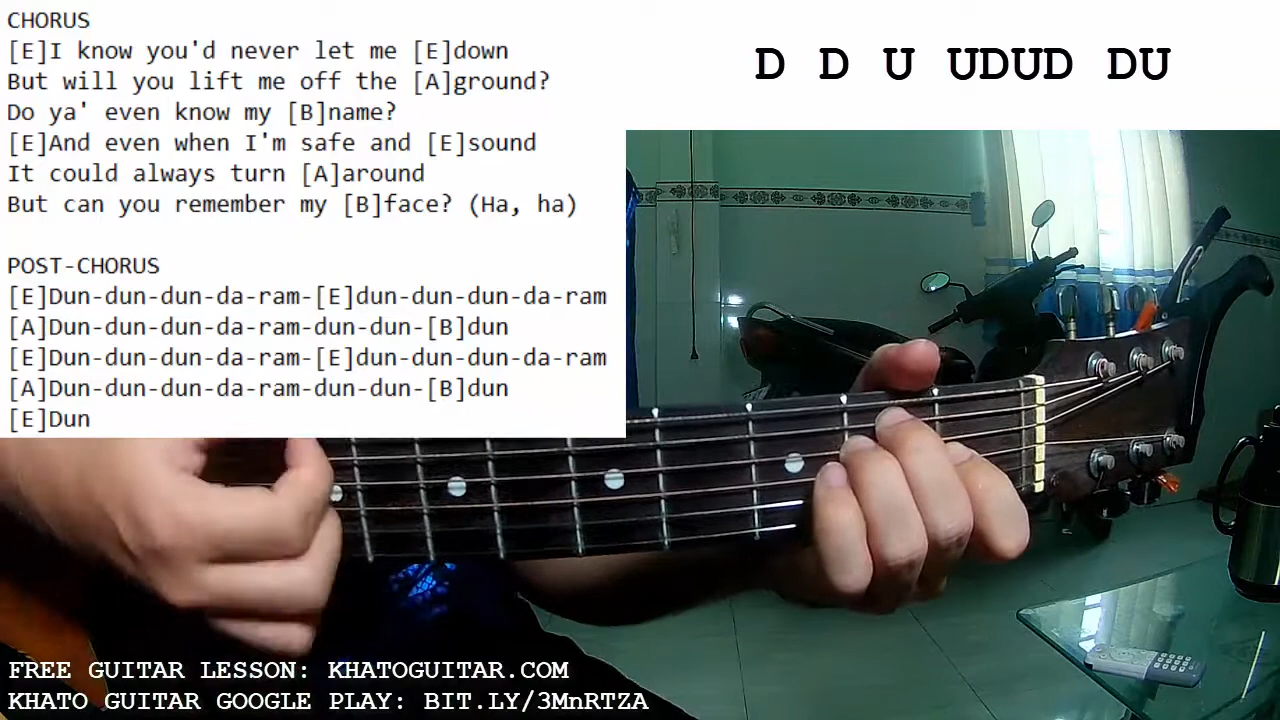 CHORUS
[E]I know you'd never let me [E]down
But will you lift me off the [A]ground?
Do ya' even know my [B]name?
[E]And even when I'm safe and [E]sound
It could always turn [A]around
But can you remember my [B]face? (Ha, ha)
POST-CHORUS
[E]Dun-dun-dun-da-ram-[E]dun-dun-dun-da-ram
[A]Dun-dun-dun-da-ram-dun-dun-[B]dun
[E]Dun-dun-dun-da-ram-[E]dun-dun-dun-da-ram
[A]Dun-dun-dun-da-ram-dun-dun-[B]dun
[E]Dun
D D U UDUD DU
FREE GUITAR LESSON: KHATOGUITAR.COM
KHATO GUITAR GOOGLE PLAY: BIT.LY/3MnRTZA